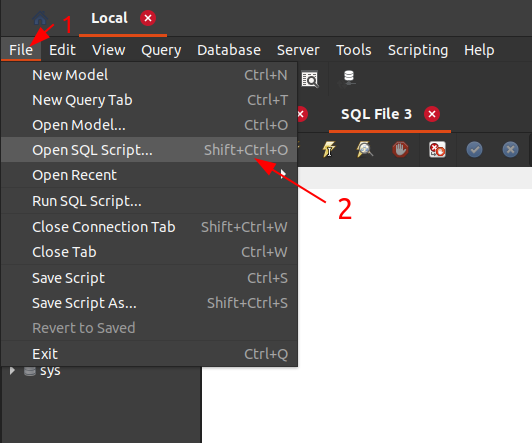 Local
1
File Edit View Query Database Server Tools Scripting Help
New Model Ctrl+N
New Query Tab Ctrl+T
SQL File 3
Open Model... Ctrl+O
Open SQL Script... Shift+Ctrl+O
Open Recent
Run SQL Script...
2
Close Connection Tab Shift+Ctrl+W
Close Tab Ctrl+W
Save Script Ctrl+S
Save Script As... Shift+Ctrl+S
Revert to Saved
Exit Ctrl+Q
sys